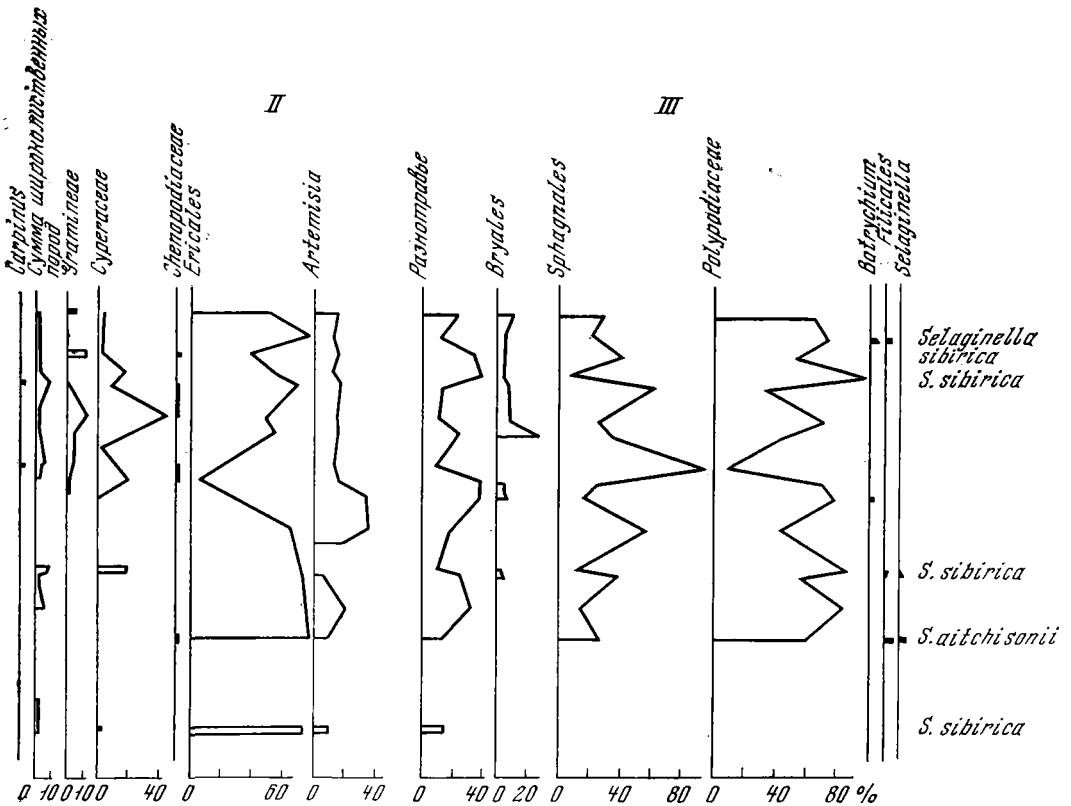 II
III
Carpinus
Сумма широколиственных
пород
Gramineae
Cyperaceae
Chenopodiaceae
Ericales
Artemisia
Разнотравье
Bryales
Sphagnales
Polypodiaceae
Botrychium
Filicales
Selaginella
Selaginella
sibirica
S. sibirica
S. sibirica
S. aitchisonii
S. sibirica
0 0 10 0 10 0 40 0 60 0 40 0 40 0 20 0 40 80 0 40 80 %